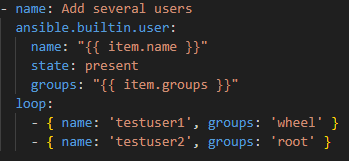 - name: Add several users
  ansible.builtin.user:
    name: "{{ item.name }}"
    state: present
    groups: "{{ item.groups }}"
  loop:
    - { name: 'testuser1', groups: 'wheel' }
    - { name: 'testuser2', groups: 'root' }